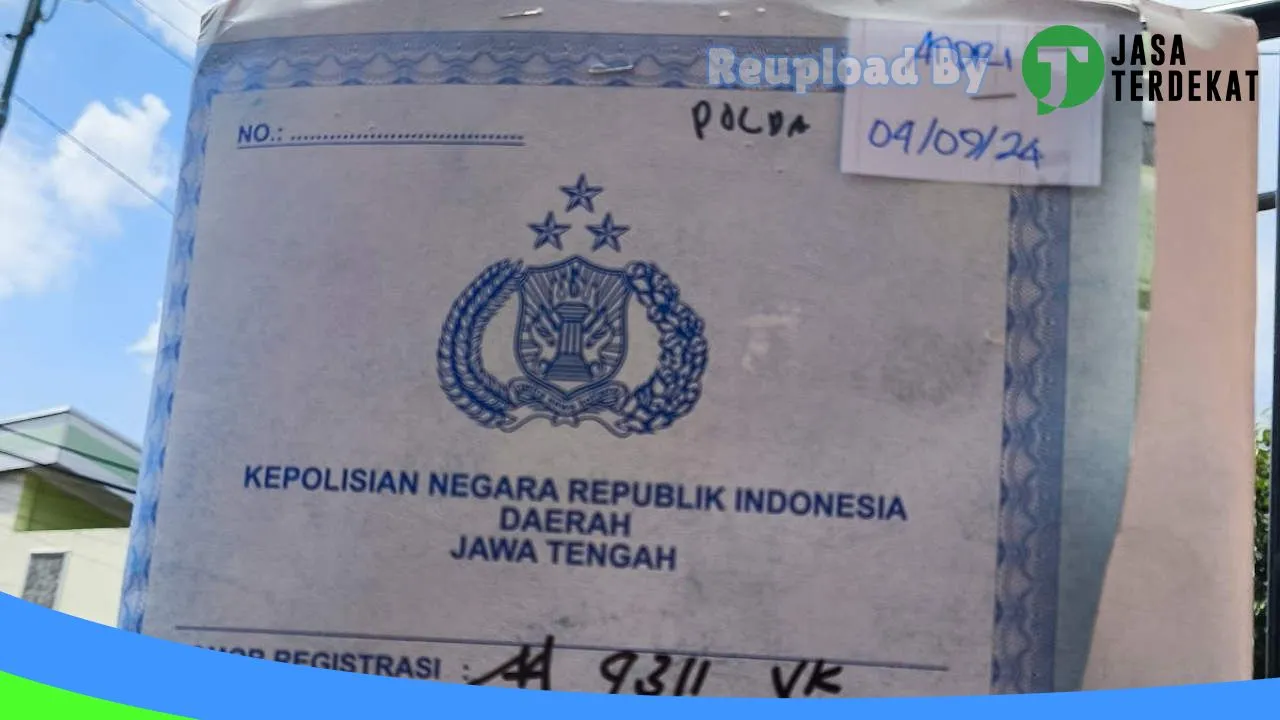 Reupload By
JASA
TERDEKAT
NO.: ................................................
POLDA
04/09/24
KEPOLISIAN NEGARA REPUBLIK INDONESIA
DAERAH
JAWA TENGAH
REGISTRASI : AA 9311 VK